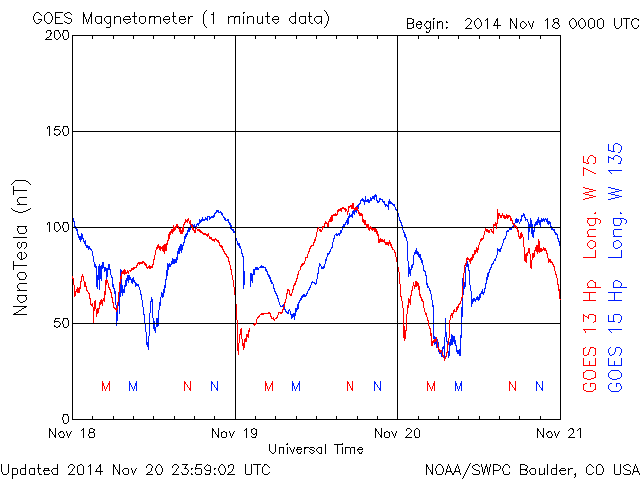 GOES Magnetometer (1 minute data)
Begin: 2014 Nov 18 0000 UTC
200
150
100
50
0
NanoTesla (nT)
M M N N M M N N M M N N
Nov 18 Nov 19 Nov 20 Nov 21
Universal Time
GOES 13 Hp Long. W 75
GOES 15 Hp Long. W 135
Updated 2014 Nov 20 23:59:02 UTC
NOAA/SWPC Boulder, CO USA